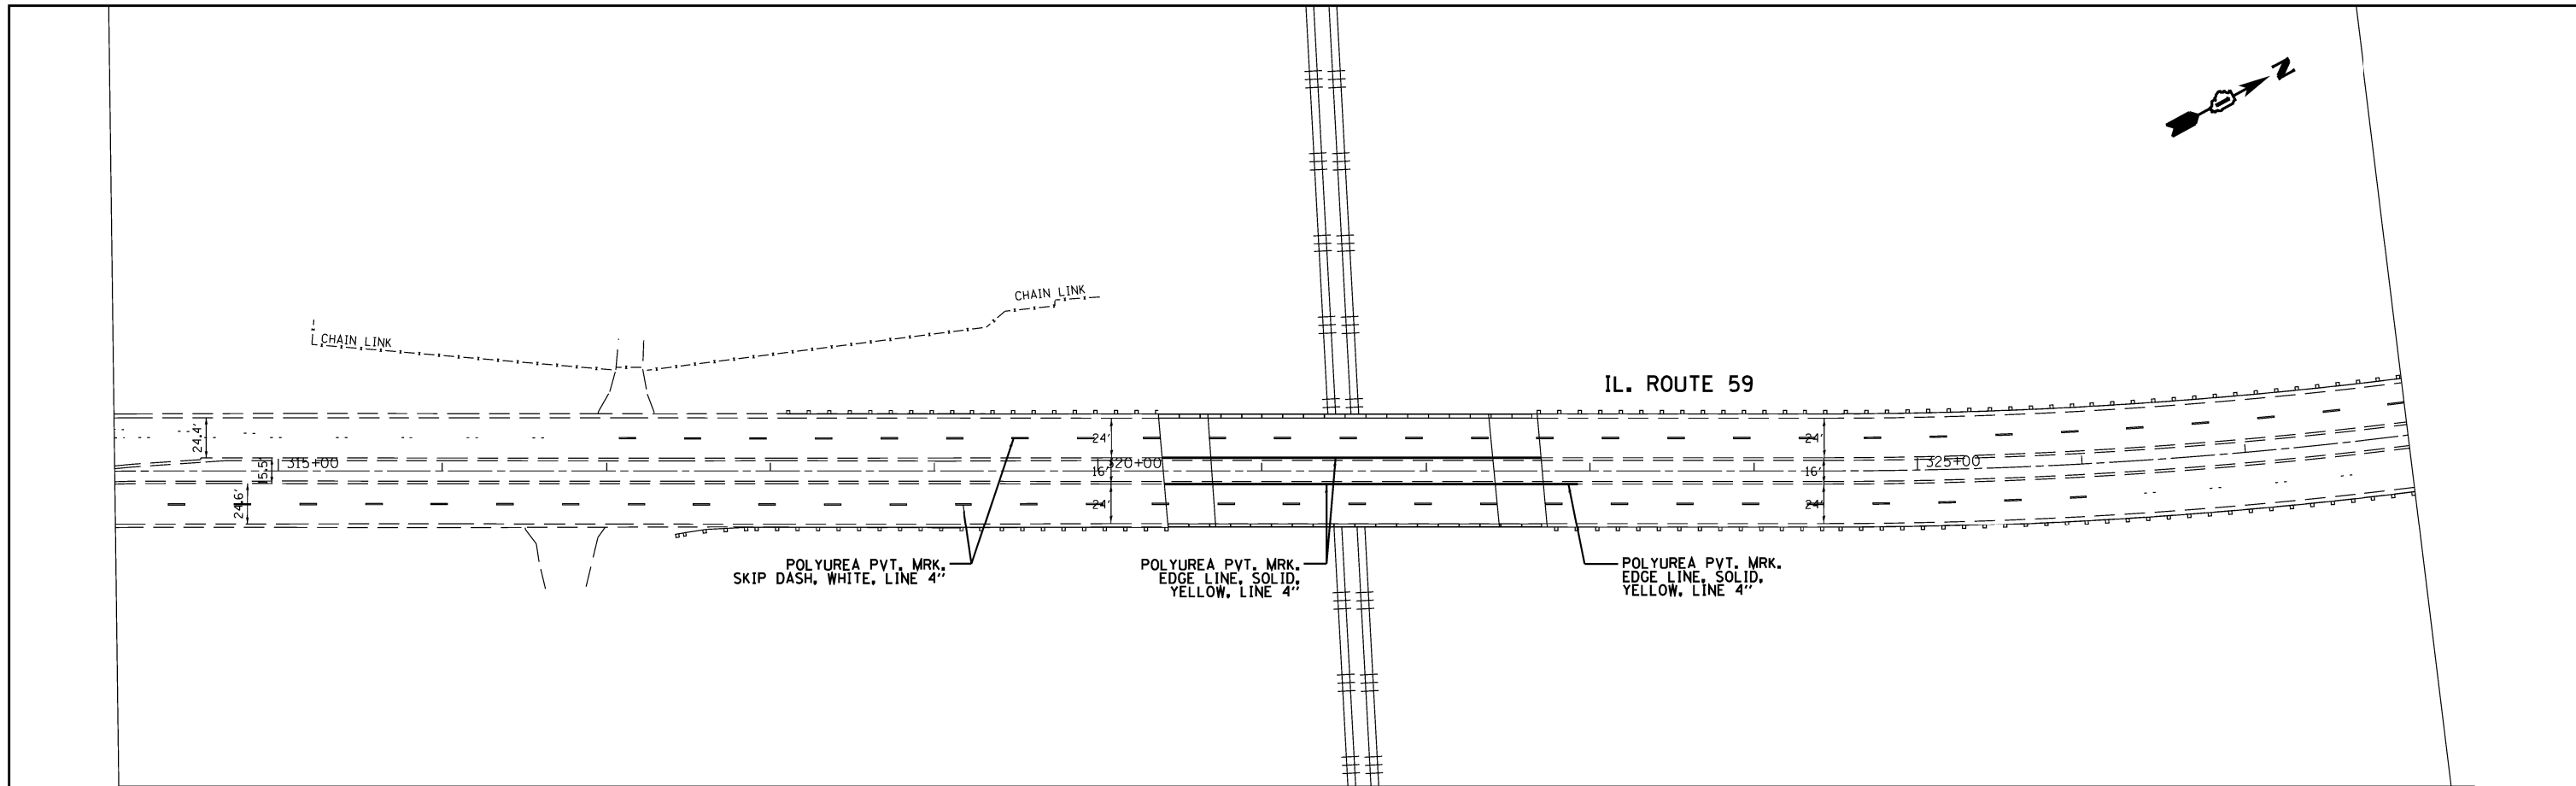 N
CHAIN LINK
CHAIN LINK
IL. ROUTE 59
24.4'
15.5'
24.6'
315+00
24'
16'
24'
320+00
24'
16'
24'
325+00
POLYUREA PVT. MRK.
SKIP DASH, WHITE, LINE 4"
POLYUREA PVT. MRK.
EDGE LINE, SOLID,
YELLOW, LINE 4"
POLYUREA PVT. MRK.
EDGE LINE, SOLID,
YELLOW, LINE 4"